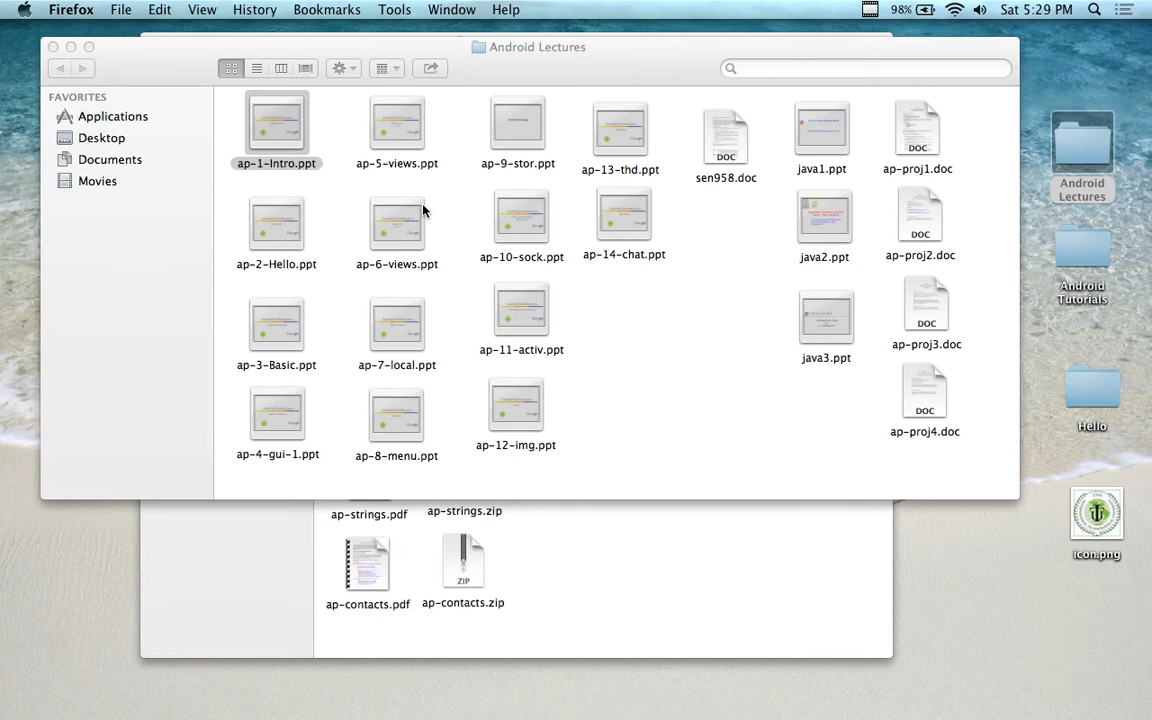 Firefox File Edit View History Bookmarks Tools Window Help 98% Sat 5:29 PM
Android Lectures
FAVORITES
Applications
Desktop
Documents
Movies
ap-1-Intro.ppt
ap-5-views.ppt
ap-9-stor.ppt
ap-13-thd.ppt
DOC
sen958.doc
java1.ppt
DOC
ap-proj1.doc
ap-2-Hello.ppt
ap-6-views.ppt
ap-10-sock.ppt
ap-14-chat.ppt
java2.ppt
DOC
ap-proj2.doc
ap-3-Basic.ppt
ap-7-local.ppt
ap-11-activ.ppt
java3.ppt
DOC
ap-proj3.doc
ap-4-gui-1.ppt
ap-8-menu.ppt
ap-12-img.ppt
DOC
ap-proj4.doc
ap-strings.pdf
ap-strings.zip
ap-contacts.pdf
ZIP
ap-contacts.zip
Android
Lectures
Android
Tutorials
Hello
icon.png